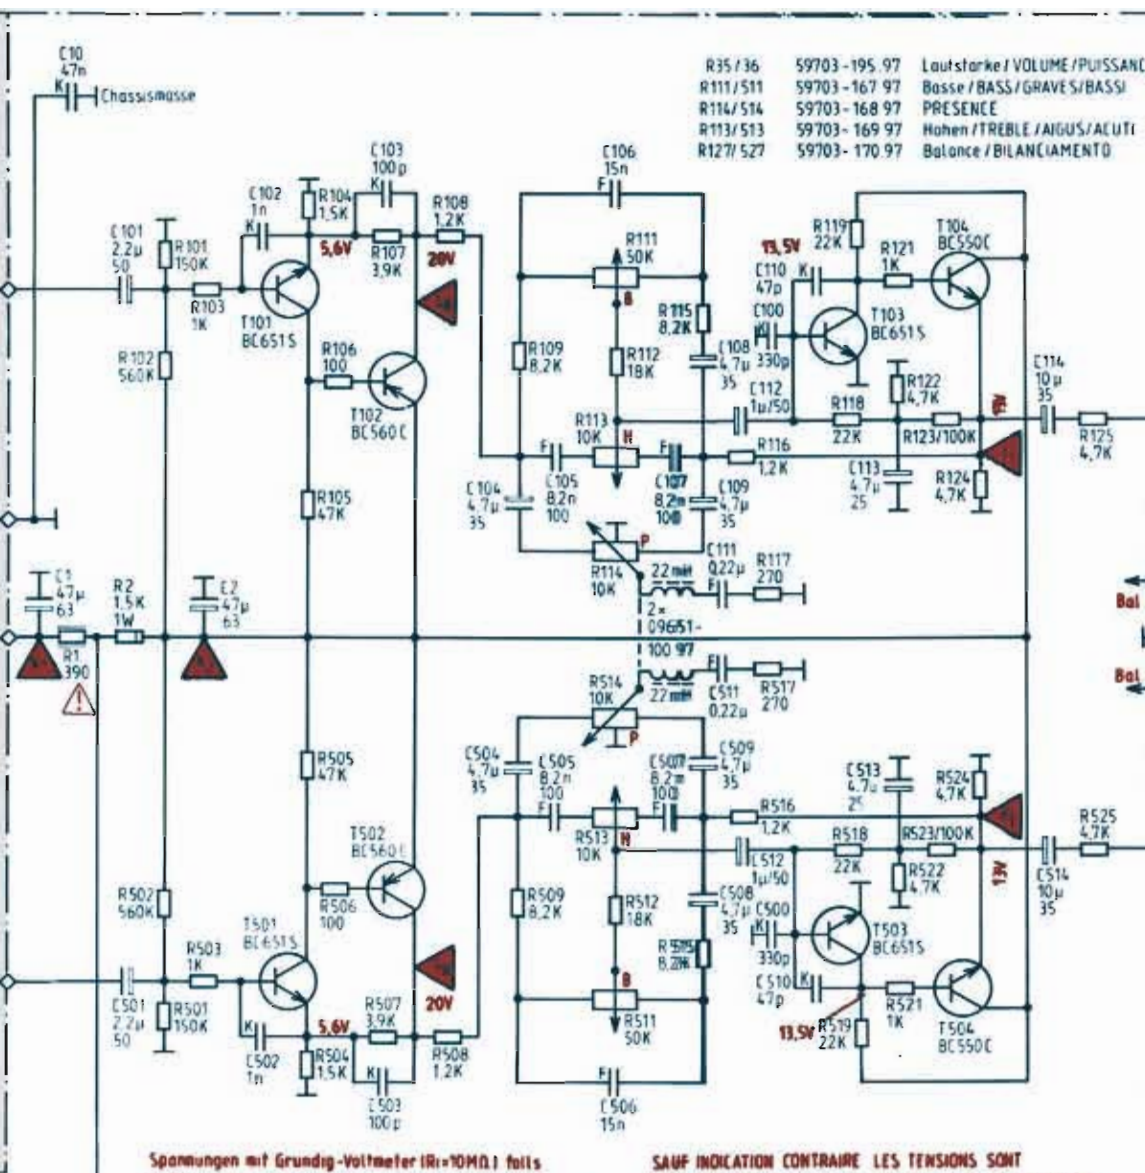 C10
47n
K
Chassismasse
R35/36 59703-195.97 Lautstarke/VOLUME/PUISSANC
R111/511 59703-167 97 Basse/BASS/GRAVES/BASSI
R114/514 59703-168 97 PRESENCE
R113/513 59703-169 97 Hohen/TREBLE/AIGUS/ACUTI
R127/527 59703-170.97 Balance/BILANCIAMENTO
C103
100p
K
C102
1n
K
R104
1,5K
R108
1,2K
C106
15n
F
C101
2,2µ
50
R101
150K
5,6V
R107
3,9K
20V
R103
1K
T101
BC651S
R111
50K
B
R119
22K
13,5V
C110
47p
K
R121
1K
T104
BC550C
C100
K
330p
T103
BC651S
R115
8,2K
R102
560K
R106
100
T102
BC560C
R109
8,2K
R112
18K
C108
4,7µ
35
C112
1µ/50
R122
4,7K
C114
10µ
35
R113
10K
H
R118
22K
R123/100K
13V
R125
4,7K
F
C105
8,2n
100
F
C107
8,2n
100
R116
1,2K
C104
4,7µ
35
C109
4,7µ
35
C113
4,7µ
25
R124
4,7K
R105
47K
P
R114
10K
22mH
C111
0,22µ
F
R117
270
C1
47µ
63
R2
1,5K
1W
C2
47µ
63
R1
390
2x
09651-
100 97
Bal
Bal
R514
10K
22mH
F
C511
0,22µ
R517
270
P
R505
47K
C504
4,7µ
35
C505
8,2n
100
F
C507
8,2n
100
F
C509
4,7µ
35
C513
4,7µ
25
R524
4,7K
R513
10K
H
R516
1,2K
R518
22K
R523/100K
R525
4,7K
T502
BC560C
C512
1µ/50
R522
4,7K
13V
C514
10µ
35
R502
560K
R506
100
R509
8,2K
R512
18K
C508
4,7µ
35
C500
K
330p
T503
BC651S
T501
BC651S
R503
1K
R515
8,2K
20V
B
C510
47p
K
C501
2,2µ
50
R501
150K
K
C502
1n
5,6V
R504
1,5K
R507
3,9K
R508
1,2K
R511
50K
13,5V
R519
22K
R521
1K
T504
BC550C
K
C503
100p
F
C506
15n
Spannungen mit Grundig-Voltmeter (Ri=10MΩ) falls
SAUF INDICATION CONTRAIRE LES TENSIONS SONT